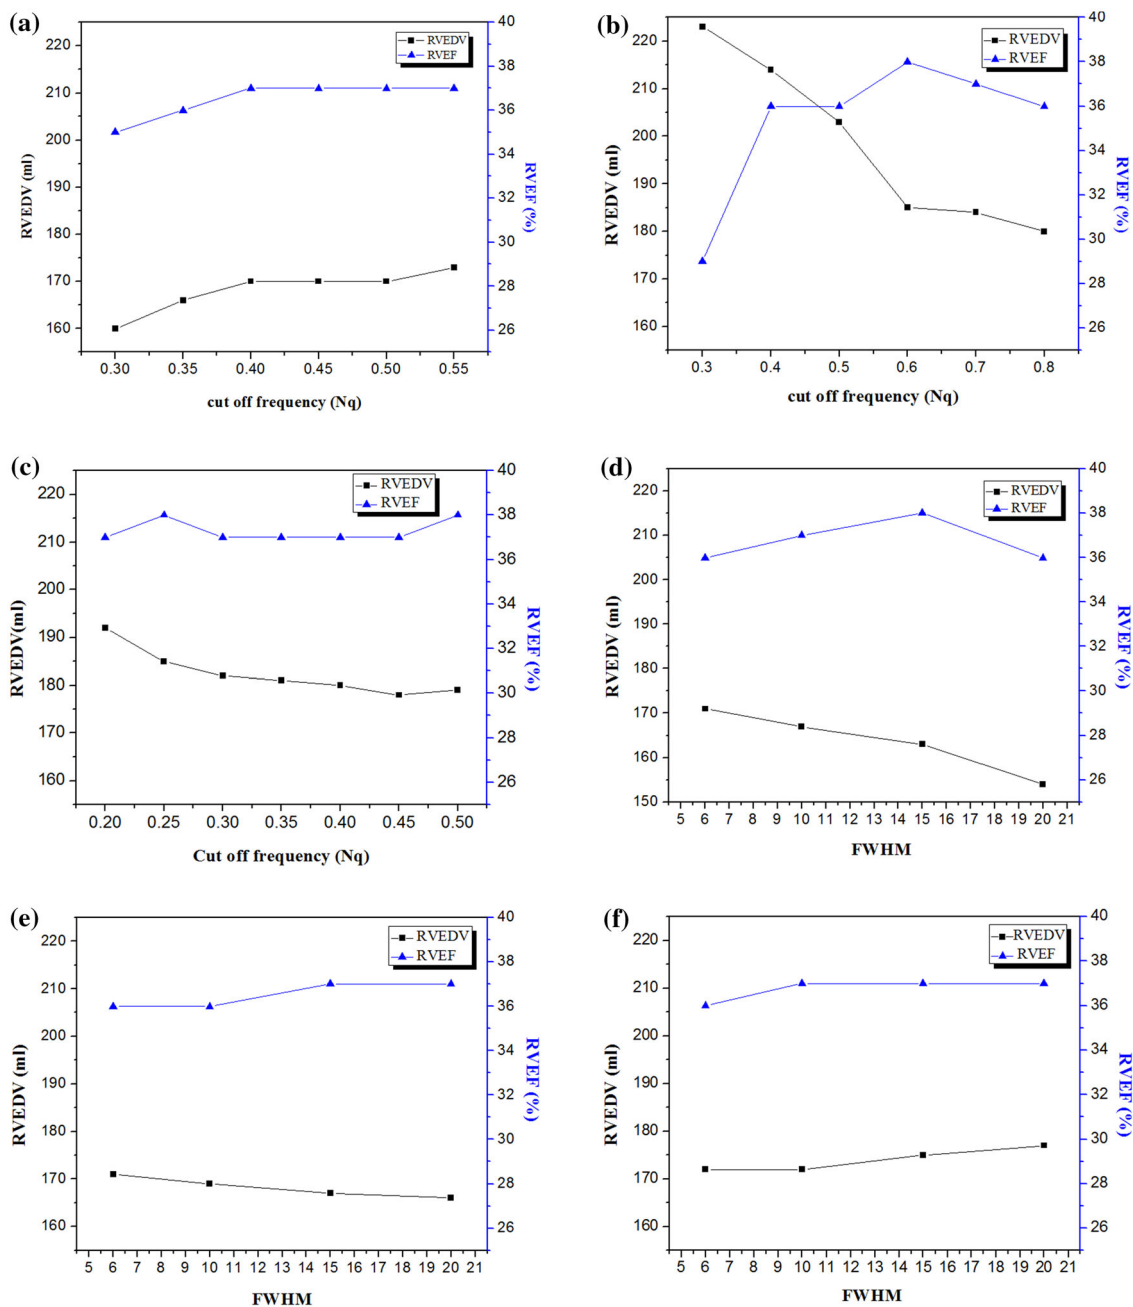 (a)
RVEDV
RVEF
220
210
200
190
180
170
160
RVEDV (ml)
40
38
36
34
32
30
28
26
RVEF (%)
0.30 0.35 0.40 0.45 0.50 0.55
cut off frequency (Nq)
(b)
RVEDV
RVEF
220
210
200
190
180
170
160
RVEDV (ml)
40
38
36
34
32
30
28
26
RVEF (%)
0.3 0.4 0.5 0.6 0.7 0.8
cut off frequency (Nq)
(c)
RVEDV
RVEF
220
210
200
190
180
170
160
RVEDV(ml)
40
38
36
34
32
30
28
26
RVEF (%)
0.20 0.25 0.30 0.35 0.40 0.45 0.50
Cut off frequency (Nq)
(d)
RVEDV
RVEF
220
210
200
190
180
170
160
150
RVEDV (ml)
40
38
36
34
32
30
28
26
RVEF (%)
5 6 7 8 9 10 11 12 13 14 15 16 17 18 19 20 21
FWHM
(e)
RVEDV
RVEF
220
210
200
190
180
170
160
RVEDV (ml)
40
38
36
34
32
30
28
26
RVEF (%)
5 6 7 8 9 10 11 12 13 14 15 16 17 18 19 20 21
FWHM
(f)
RVEDV
RVEF
220
210
200
190
180
170
160
RVEDV (ml)
40
38
36
34
32
30
28
26
RVEF (%)
5 6 7 8 9 10 11 12 13 14 15 16 17 18 19 20 21
FWHM